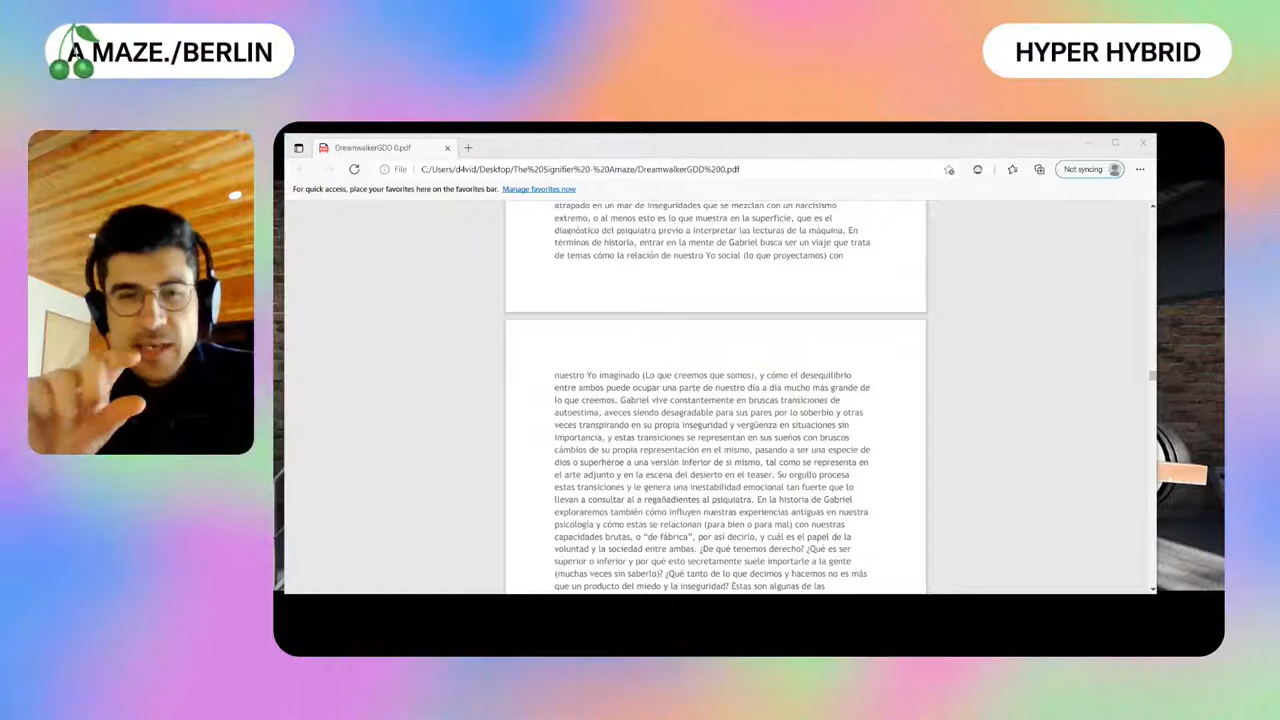 A MAZE./BERLIN
HYPER HYBRID
DreamwalkerGDD 0.pdf
File
C:/Users/d4vid/Desktop/The%20Signifier%20-%20Amaze/DreamwalkerGDD%200.pdf
Not syncing
For quick access, place your favorites here on the favorites bar. Manage favorites now
atrapado en un mar de inseguridades que se mezclan con un narcisismo
extremo, o al menos esto es lo que muestra en la superficie, que es el
diagnóstico del psiquiatra previo a interpretar las lecturas de la máquina. En
términos de historia, entrar en la mente de Gabriel busca ser un viaje que trata
de temas cómo la relación de nuestro Yo social (lo que proyectamos) con
nuestro Yo imaginado (Lo que creemos que somos), y cómo el desequilibrio
entre ambos puede ocupar una parte de nuestro día a día mucho más grande de
lo que creemos. Gabriel vive constantemente en bruscas transiciones de
autoestima, aveces siendo desagradable para sus pares por lo soberbio y otras
veces transpirando en su propia inseguridad y vergüenza en situaciones sin
importancia, y estas transiciones se representan en sus sueños con bruscos
cámbios de su propia representación en el mismo, pasando a ser una especie de
dios o superhéroe a una versión inferior de si mismo, tal como se representa en
el arte adjunto y en la escena del desierto en el teaser. Su orgullo procesa
estas transiciones y le genera una inestabilidad emocional tan fuerte que lo
llevan a consultar al a regañadientes al psiquiatra. En la historia de Gabriel
exploraremos también cómo influyen nuestras experiencias antiguas en nuestra
psicología y cómo estas se relacionan (para bien o para mal) con nuestras
capacidades brutas, o “de fábrica”, por así decirlo, y cuál es el papel de la
voluntad y la sociedad entre ambas. ¿De qué tenemos derecho? ¿Qué es ser
superior o inferior y por qué esto secretamente suele importarle a la gente
(muchas veces sin saberlo)? ¿Qué tanto de lo que decimos y hacemos no es más
que un producto del miedo y la inseguridad? Éstas son algunas de las